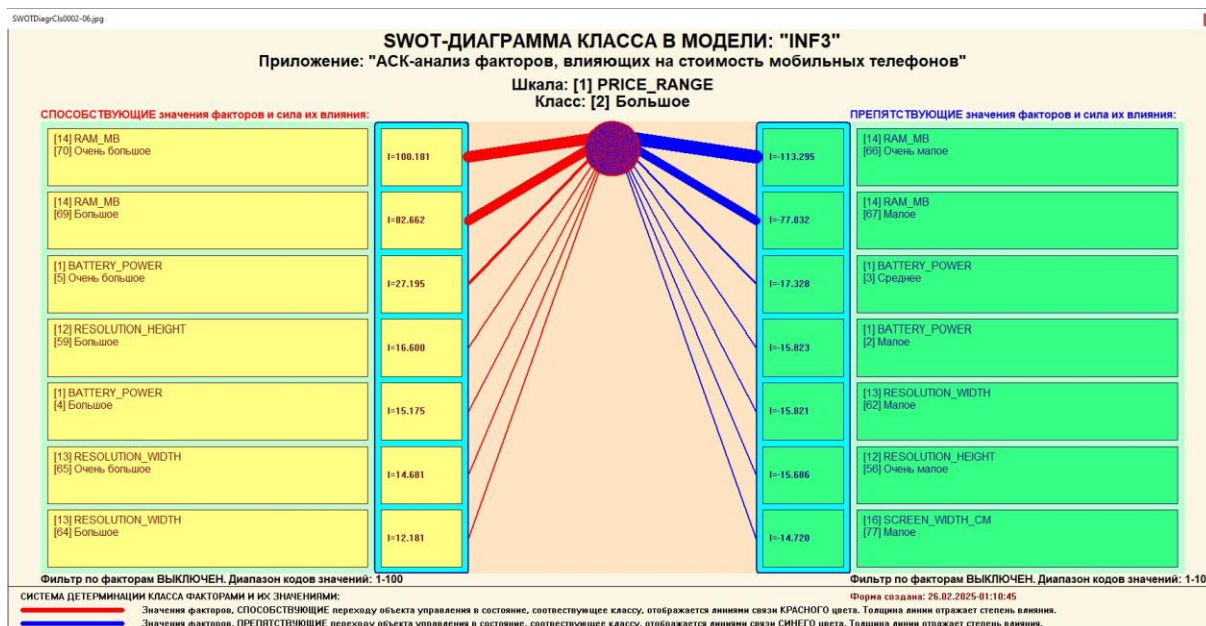 SWOTDiagrCls0002-06.jpg
SWOT-ДИАГРАММА КЛАССА В МОДЕЛИ: "INF3"
Приложение: "АСК-анализ факторов, влияющих на стоимость мобильных телефонов"
Шкала: [1] PRICE_RANGE
Класс: [2] Большое
СПОСОБСТВУЮЩИЕ значения факторов и сила их влияния:
[14] RAM_MB
[70] Очень большое
I=100.181
[14] RAM_MB
[69] Большое
I=82.662
[1] BATTERY_POWER
[5] Очень большое
I=27.195
[12] RESOLUTION_HEIGHT
[59] Большое
I=16.600
[1] BATTERY_POWER
[4] Большое
I=15.175
[13] RESOLUTION_WIDTH
[65] Очень большое
I=14.681
[13] RESOLUTION_WIDTH
[64] Большое
I=12.181
Фильтр по факторам ВЫКЛЮЧЕН. Диапазон кодов значений: 1-100
ПРЕПЯТСТВУЮЩИЕ значения факторов и сила их влияния:
I=-113.295
[14] RAM_MB
[66] Очень малое
I=-77.832
[14] RAM_MB
[67] Малое
I=-17.328
[1] BATTERY_POWER
[3] Среднее
I=-15.823
[1] BATTERY_POWER
[2] Малое
I=-15.821
[13] RESOLUTION_WIDTH
[62] Малое
I=-15.686
[12] RESOLUTION_HEIGHT
[56] Очень малое
I=-14.720
[16] SCREEN_WIDTH_CM
[77] Малое
Фильтр по факторам ВЫКЛЮЧЕН. Диапазон кодов значений: 1-10
СИСТЕМА ДЕТЕРМИНАЦИИ КЛАССА ФАКТОРАМИ И ИХ ЗНАЧЕНИЯМИ:
Форма создана: 26.02.2025-01:10:45
Значения факторов, СПОСОБСТВУЮЩИЕ переходу объекта управления в состояние, соотвествующее классу, отображается линиями связи КРАСНОГО цвета. Толщина линии отражает степень влияния.
Значения факторов, ПРЕПЯТСТВУЮЩИЕ переходу объекта управления в состояние, соотвествующее классу, отображается линиями связи СИНЕГО цвета. Толщина линии отражает степень влияния.